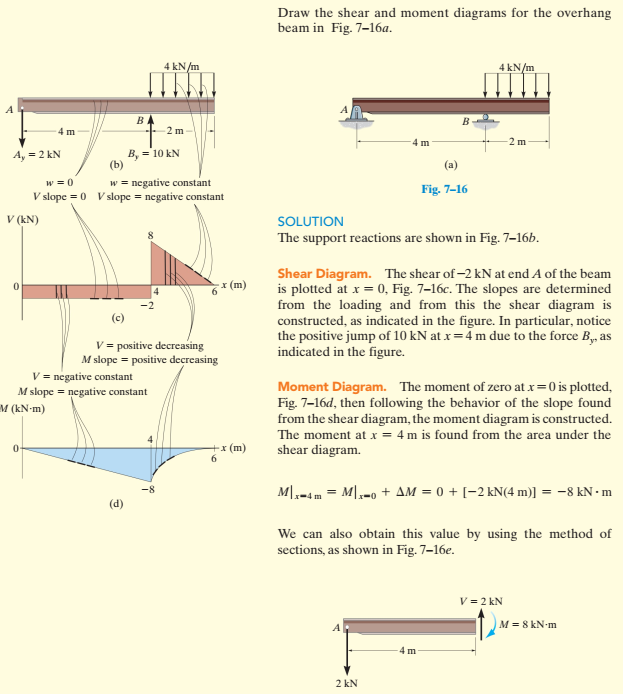 Draw the shear and moment diagrams for the overhang
beam in Fig. 7–16a.
4 kN/m
A
B
4 m
2 m
A_y = 2 kN
B_y = 10 kN
(b)
w = 0
w = negative constant
V slope = 0
V slope = negative constant
V (kN)
8
0
4
6
x (m)
−2
(c)
V = positive decreasing
M slope = positive decreasing
V = negative constant
M slope = negative constant
M (kN·m)
4
0
6
x (m)
−8
(d)
4 kN/m
A
B
4 m
2 m
(a)
Fig. 7–16
SOLUTION
The support reactions are shown in Fig. 7–16b.
Shear Diagram. The shear of −2 kN at end A of the beam
is plotted at x = 0, Fig. 7–16c. The slopes are determined
from the loading and from this the shear diagram is
constructed, as indicated in the figure. In particular, notice
the positive jump of 10 kN at x = 4 m due to the force B_y, as
indicated in the figure.
Moment Diagram. The moment of zero at x = 0 is plotted,
Fig. 7–16d, then following the behavior of the slope found
from the shear diagram, the moment diagram is constructed.
The moment at x = 4 m is found from the area under the
shear diagram.
M|x=4 m = M|x=0 + ΔM = 0 + [−2 kN(4 m)] = −8 kN · m
We can also obtain this value by using the method of
sections, as shown in Fig. 7–16e.
V = 2 kN
A
M = 8 kN·m
4 m
2 kN